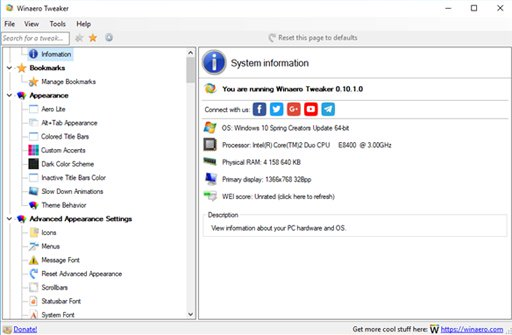 Winaero Tweaker
File View Tools Help
Search for a tweak...
Reset this page to defaults
Information
Bookmarks
Manage Bookmarks
Appearance
Aero Lite
Alt+Tab Appearance
Colored Title Bars
Custom Accents
Dark Color Scheme
Inactive Title Bars Color
Slow Down Animations
Theme Behavior
Advanced Appearance Settings
Icons
Menus
Message Font
Reset Advanced Appearance
Scrollbars
Statusbar Font
System Font
System information
You are running Winaero Tweaker 0.10.1.0
Connect with us:
OS: Windows 10 Spring Creators Update 64-bit
Processor: Intel(R) Core(TM)2 Duo CPU E8400 @ 3.00GHz
Physical RAM: 4 158 640 KB
Primary display: 1366x768 32Bpp
WEI score: Unrated (click here to refresh)
Description
View information about your PC hardware and OS.
Donate!
Get more cool stuff here: W https://winaero.com